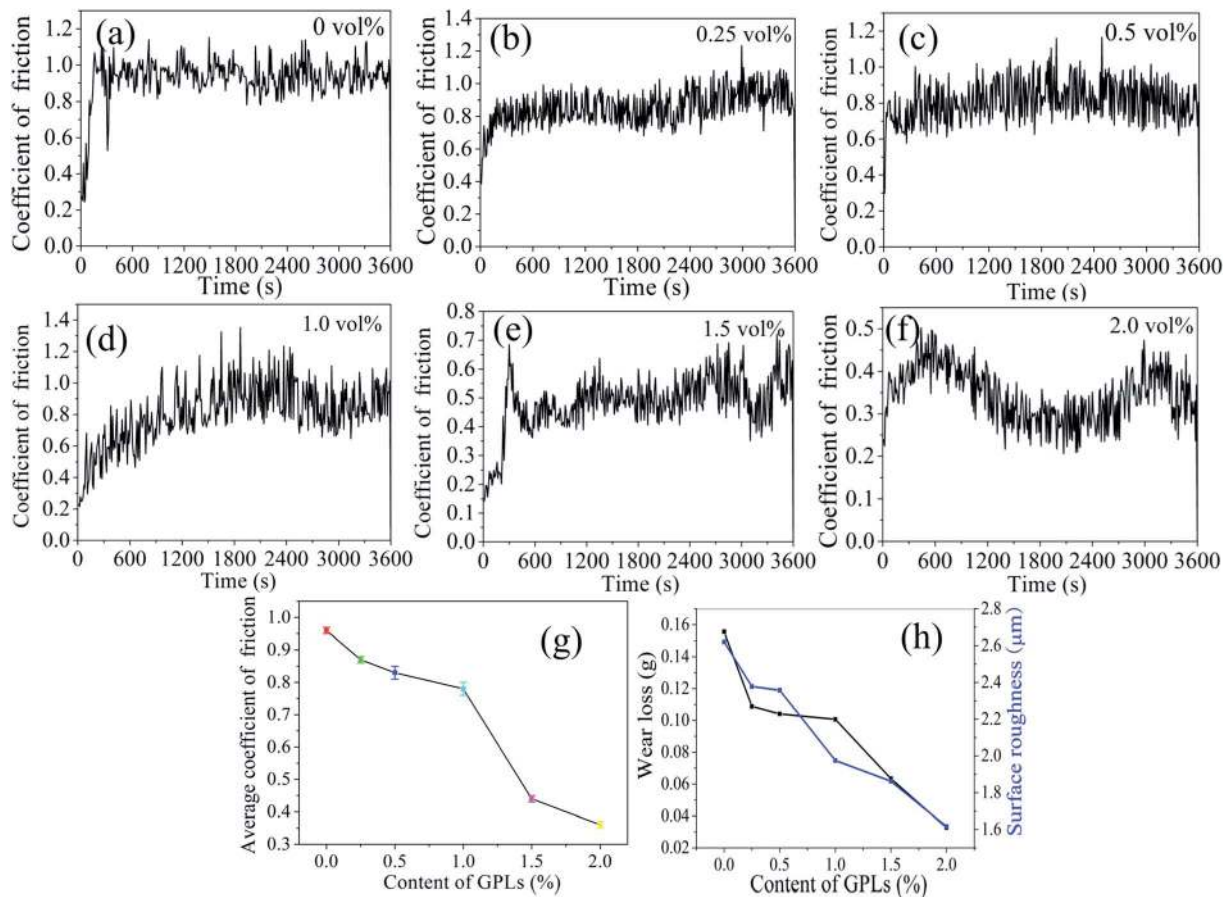 (a)
0 vol%
Coefficient of friction
1.2
1.0
0.8
0.6
0.4
0.2
0.0
0 600 1200 1800 2400 3000 3600
Time (s)
(b)
0.25 vol%
Coefficient of friction
1.4
1.2
1.0
0.8
0.6
0.4
0.2
0.0
0 600 1200 1800 2400 3000 3600
Time (s)
(c)
0.5 vol%
Coefficient of friction
1.2
1.0
0.8
0.6
0.4
0.2
0.0
0 600 1200 1800 2400 3000 3600
Time (s)
(d)
1.0 vol%
Coefficient of friction
1.4
1.2
1.0
0.8
0.6
0.4
0.2
0.0
0 600 1200 1800 2400 3000 3600
Time (s)
(e)
1.5 vol%
Coefficient of friction
0.8
0.7
0.6
0.5
0.4
0.3
0.2
0.1
0.0
0 600 1200 1800 2400 3000 3600
Time (s)
(f)
2.0 vol%
Coefficient of friction
0.5
0.4
0.3
0.2
0.1
0.0
0 600 1200 1800 2400 3000 3600
Time (s)
(g)
Average coefficient of friction
1.0
0.9
0.8
0.7
0.6
0.5
0.4
0.3
0.0 0.5 1.0 1.5 2.0
Content of GPLs (%)
(h)
Wear loss (g)
0.16
0.14
0.12
0.10
0.08
0.06
0.04
0.02
2.8
2.6
2.4
2.2
2.0
1.8
1.6
Surface roughness (μm)
0.0 0.5 1.0 1.5 2.0
Content of GPLs (%)